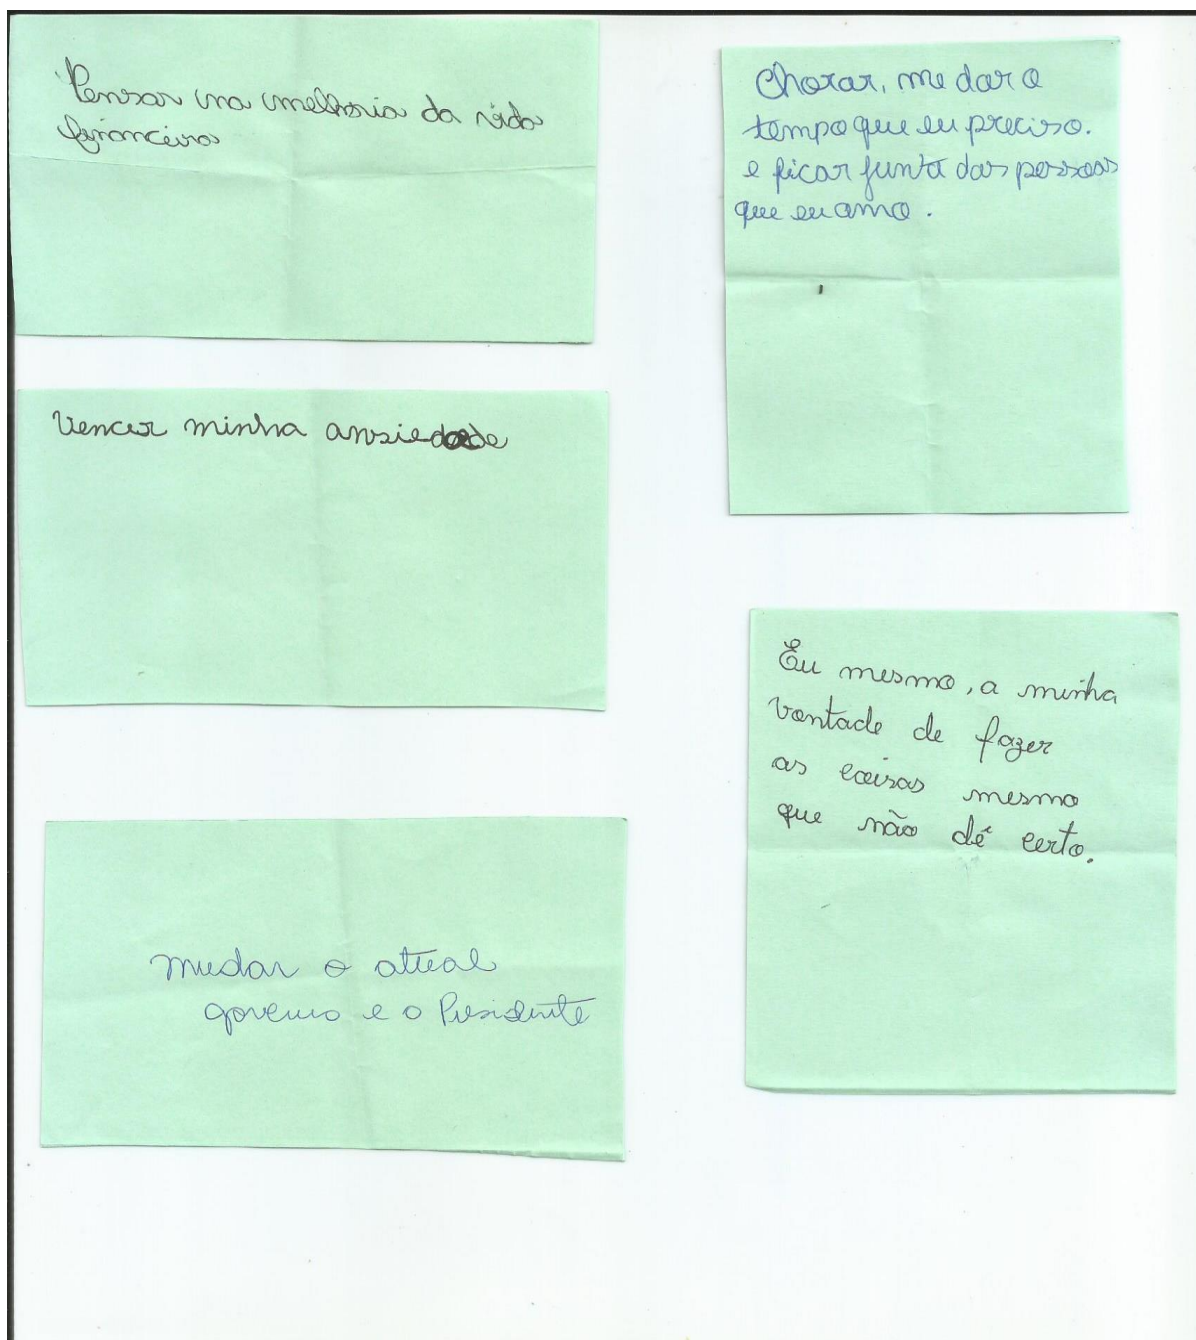 Pensar na melhoria da vida
financeira
Vencer minha ansiedade
mudar o atual
governo e o Presidente
Chorar, me dar o
tempo que eu preciso.
e ficar junta das pessoas
que eu amo.
Eu mesmo, a minha
vontade de fazer
as coisas mesmo
que não dê certo.